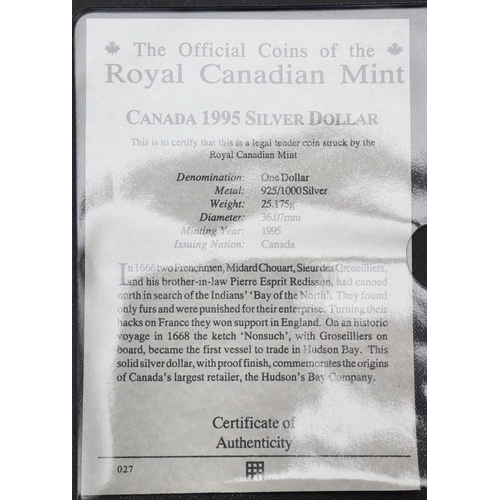 The Official Coins of the
Royal Canadian Mint
CANADA 1995 SILVER DOLLAR
This is to certify that this is a legal tender coin struck by the
Royal Canadian Mint
Denomination: One Dollar
Metal: 925/1000 Silver
Weight: 25.175g
Diameter: 36.07mm
Minting Year: 1995
Issuing Nation: Canada
In 1666 two Frenchmen, Midard Chouart, Sieur des Groseilliers,
and his brother-in-law Pierre Esprit Redisson, had canoed
north in search of the Indians' 'Bay of the North'. They found
only furs and were punished for their enterprise. Turning their
backs on France they won support in England. On an historic
voyage in 1668 the ketch 'Nonsuch', with Groseilliers on
board, became the first vessel to trade in Hudson Bay. This
solid silver dollar, with proof finish, commemorates the origins
of Canada's largest retailer, the Hudson's Bay Company.
Certificate of
Authenticity
027